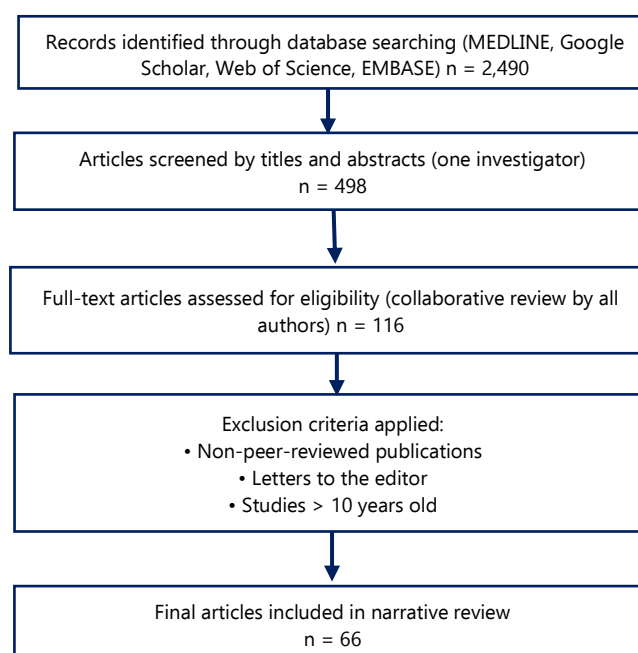 Records identified through database searching (MEDLINE, Google
Scholar, Web of Science, EMBASE) n = 2,490
Articles screened by titles and abstracts (one investigator)
n = 498
Full-text articles assessed for eligibility (collaborative review by all
authors) n = 116
Exclusion criteria applied:
• Non-peer-reviewed publications
• Letters to the editor
• Studies > 10 years old
Final articles included in narrative review
n = 66